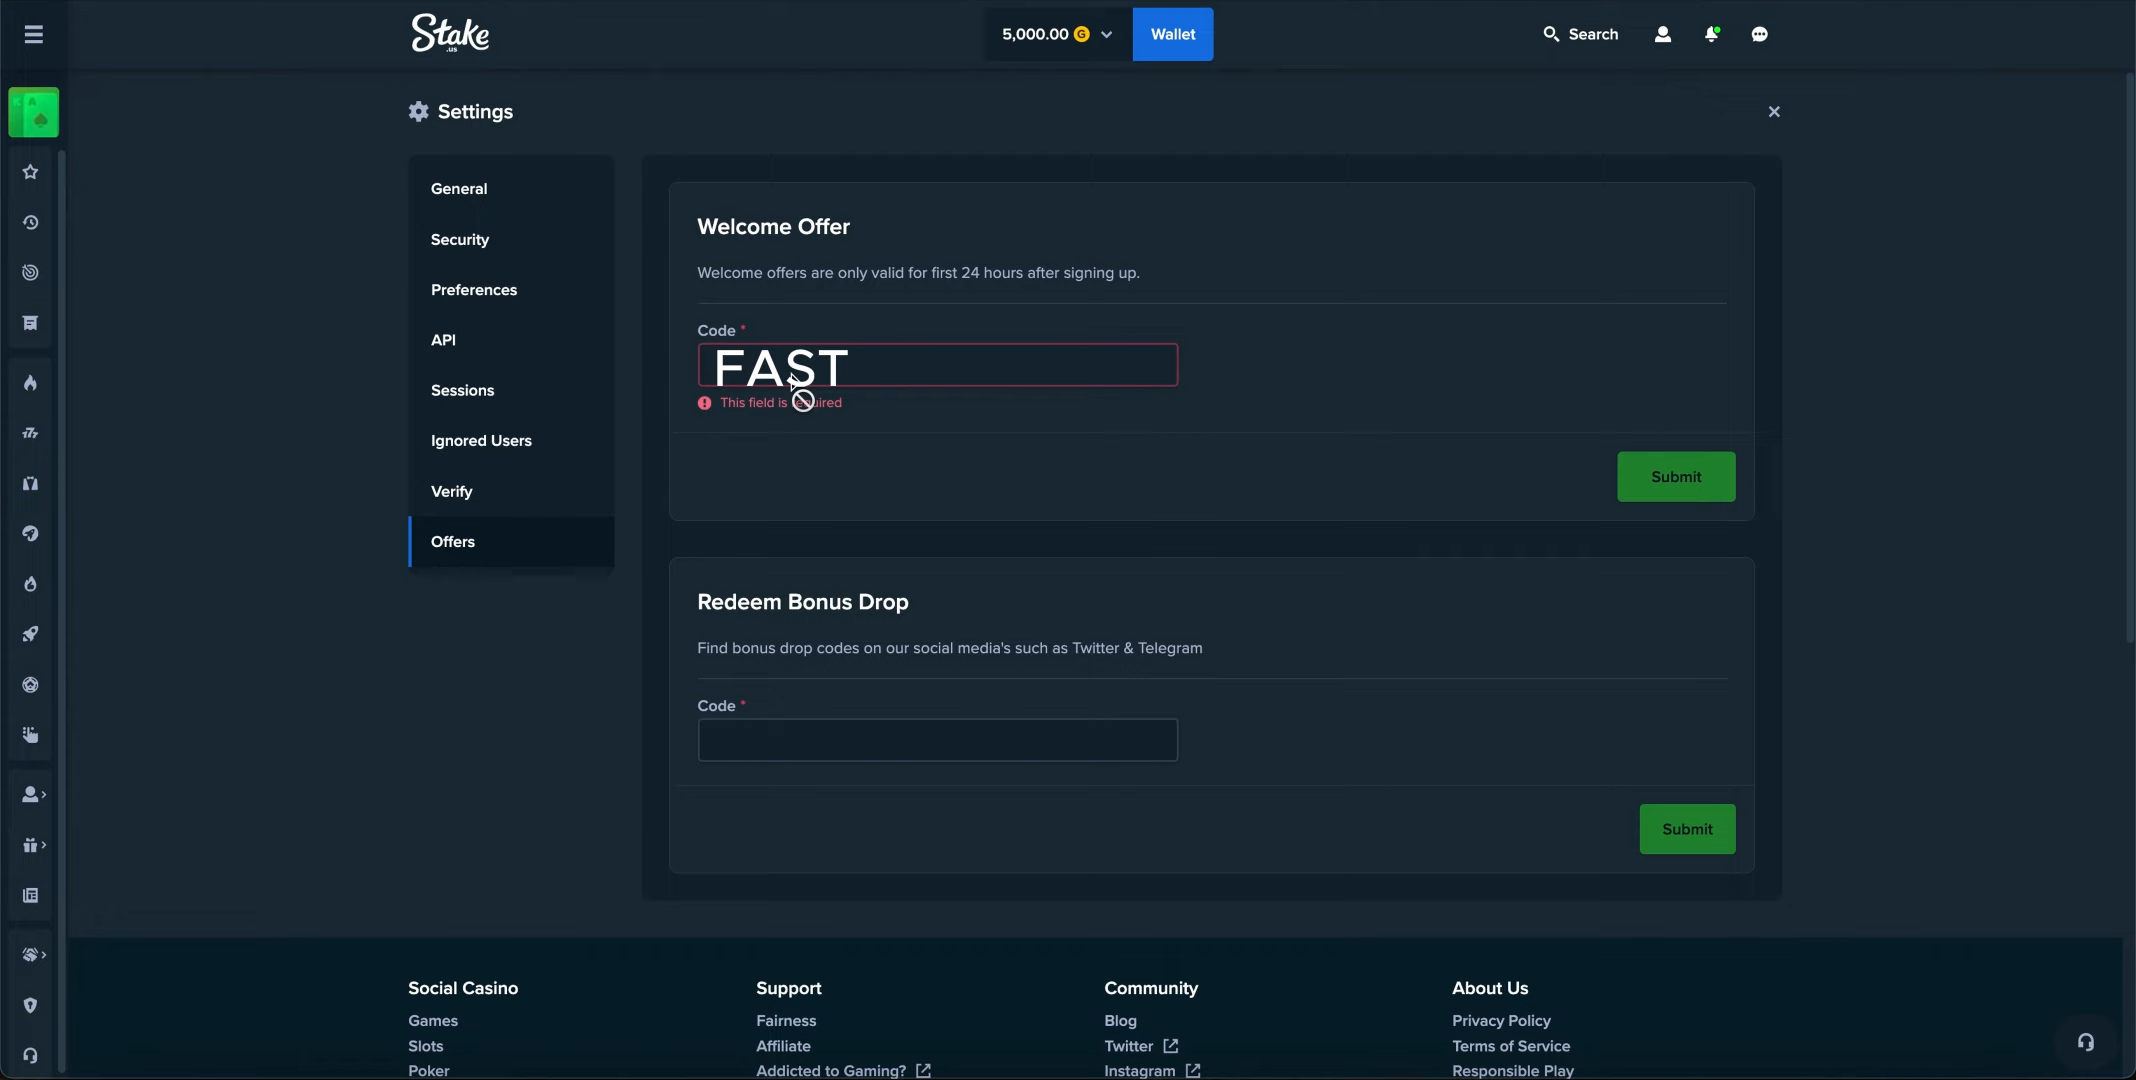 Stake
.us
5,000.00 G
Wallet
Search
Settings
General
Security
Preferences
API
Sessions
Ignored Users
Verify
Offers
Welcome Offer
Welcome offers are only valid for first 24 hours after signing up.
Code *
FAST
This field is required
Submit
Redeem Bonus Drop
Find bonus drop codes on our social media's such as Twitter & Telegram
Code *
Submit
Social Casino
Games
Slots
Poker
Support
Fairness
Affiliate
Addicted to Gaming?
Community
Blog
Twitter
Instagram
About Us
Privacy Policy
Terms of Service
Responsible Play